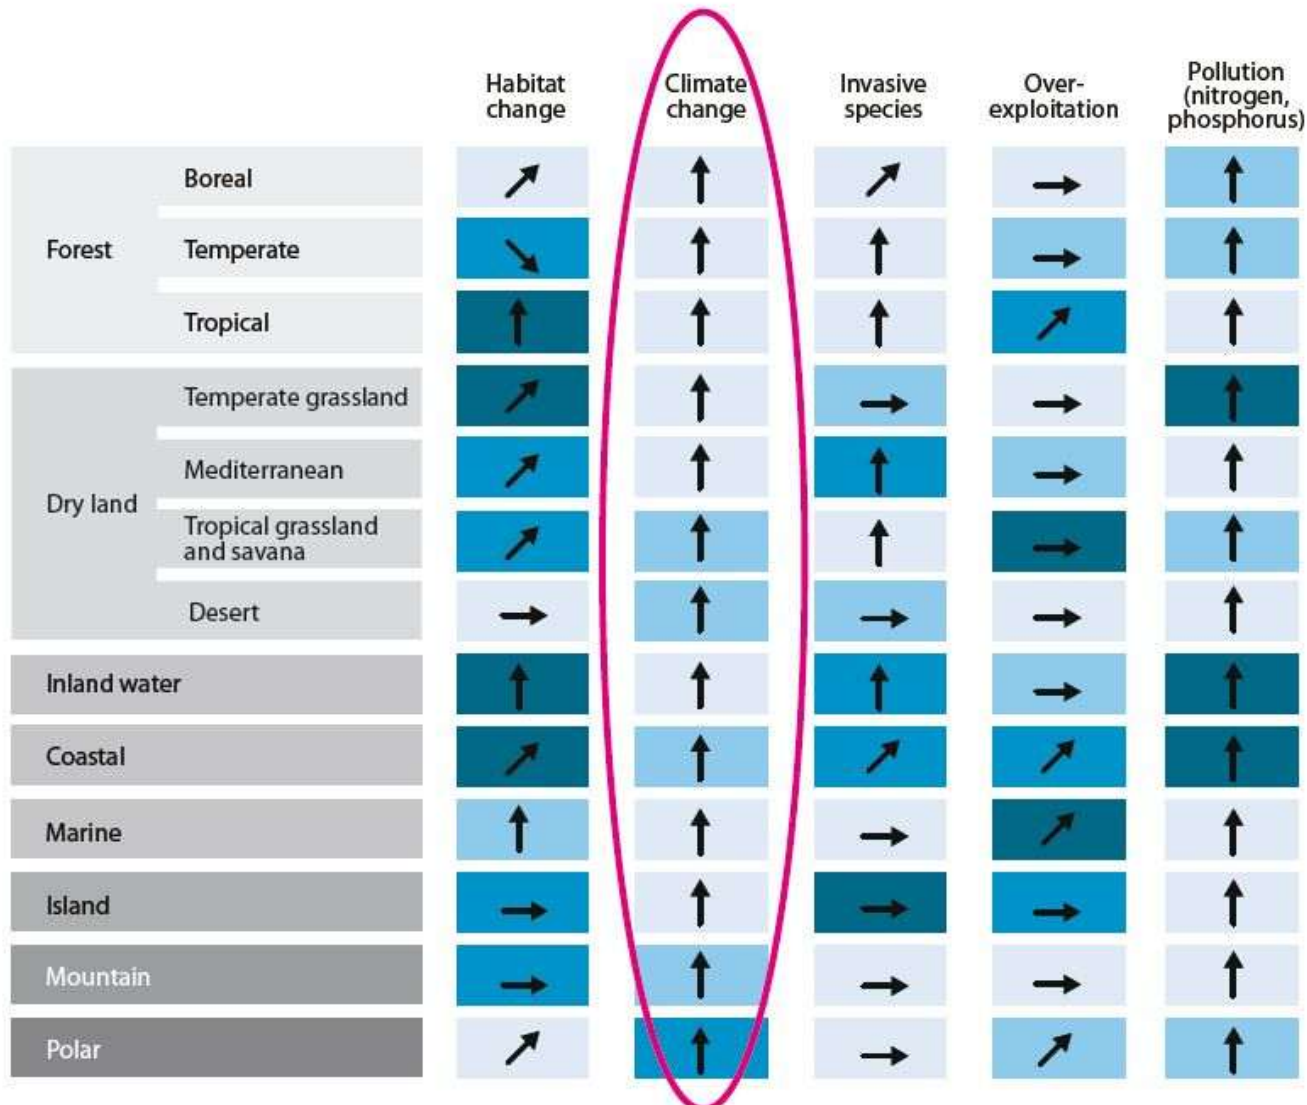 Habitat
change
Climate
change
Invasive
species
Over-
exploitation
Pollution
(nitrogen,
phosphorus)
Forest
Boreal
Temperate
Tropical
Dry land
Temperate grassland
Mediterranean
Tropical grassland
and savana
Desert
Inland water
Coastal
Marine
Island
Mountain
Polar